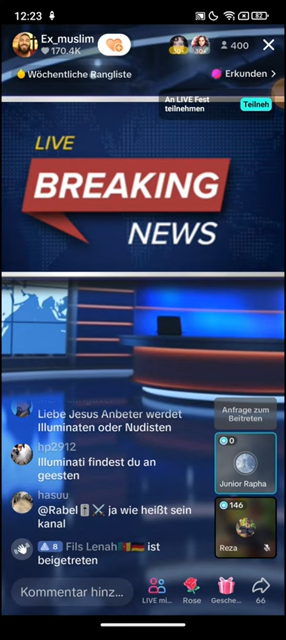 12:23
82
Ex_muslim
170.4K
400
Wöchentliche Rangliste
Erkunden >
An LIVE Fest
teilnehmen
Teilneh
LIVE
BREAKING
NEWS
Liebe Jesus Anbeter werdet
Illuminaten oder Nudisten
hp2912
Illuminati findest du an
geesten
hasuu
@Rabel ja wie heißt sein
kanal
8 Fils Lenah🇨🇲🇩🇪 ist
beigetreten
Anfrage zum
Beitreten
0
Junior Rapha
146
Reza
Kommentar hinz...
LIVE mi...
Rose
Gesche...
66